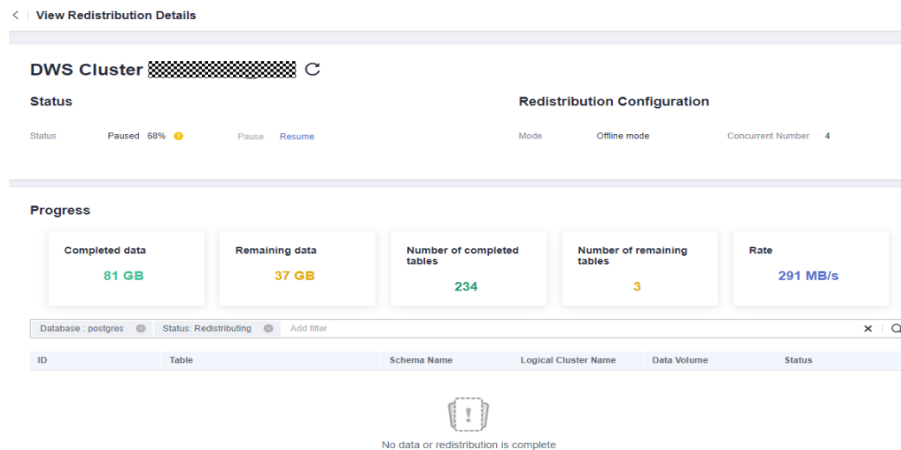 < View Redistribution Details
DWS Cluster
Status
Redistribution Configuration
Status Paused 68% Pause Resume
Mode Offline mode Concurrent Number 4
Progress
Completed data
81 GB
Remaining data
37 GB
Number of completed
tables
234
Number of remaining
tables
3
Rate
291 MB/s
Database : postgres Status: Redistributing Add filter
ID Table Schema Name Logical Cluster Name Data Volume Status
No data or redistribution is complete